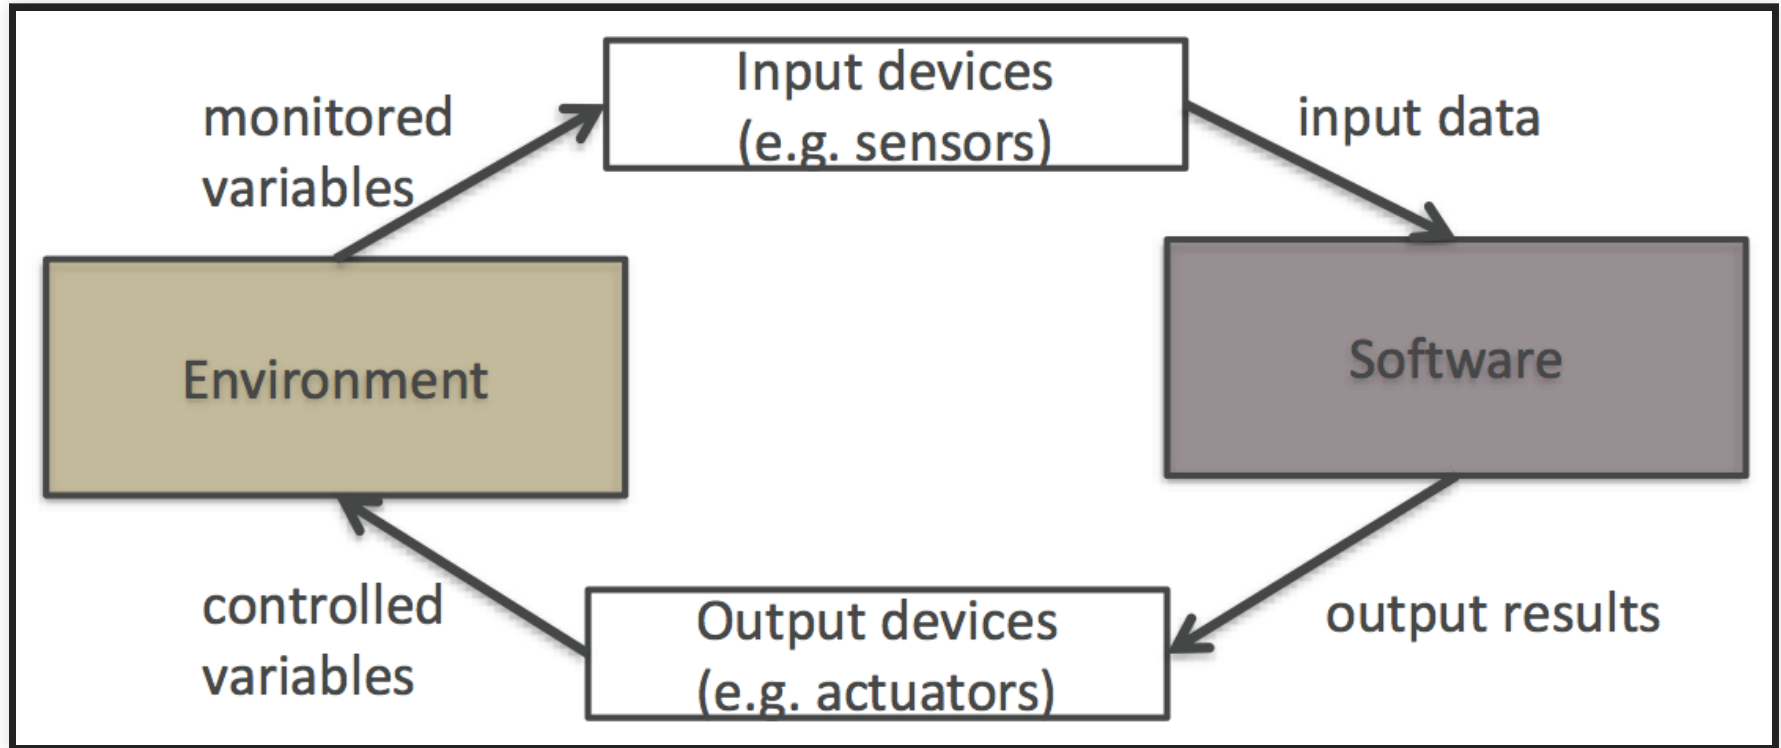 Input devices
(e.g. sensors)
monitored
variables
input data
Environment
Software
controlled
variables
Output devices
(e.g. actuators)
output results